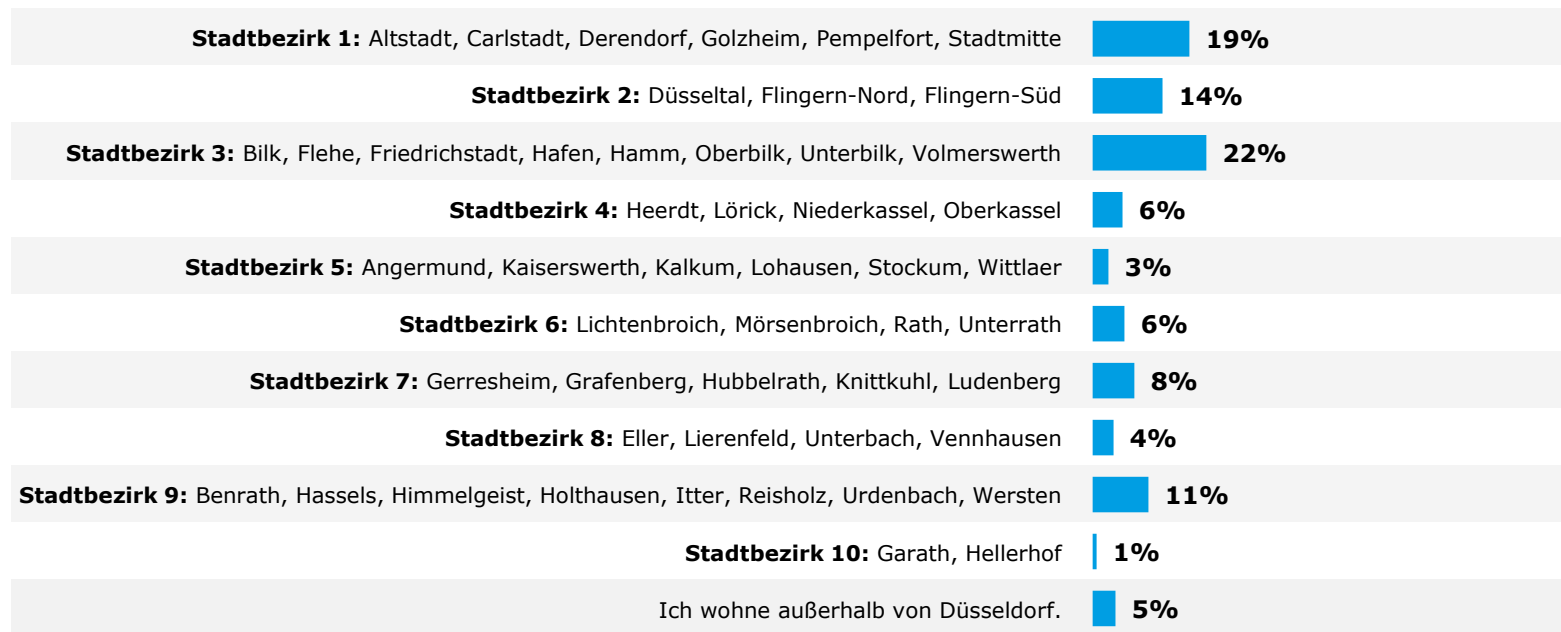 Stadtbezirk 1: Altstadt, Carlstadt, Derendorf, Golzheim, Pempelfort, Stadtmitte 19%
Stadtbezirk 2: Düsseltal, Flingern-Nord, Flingern-Süd 14%
Stadtbezirk 3: Bilk, Flehe, Friedrichstadt, Hafen, Hamm, Oberbilk, Unterbilk, Volmerswerth 22%
Stadtbezirk 4: Heerdt, Lörick, Niederkassel, Oberkassel 6%
Stadtbezirk 5: Angermund, Kaiserswerth, Kalkum, Lohausen, Stockum, Wittlaer 3%
Stadtbezirk 6: Lichtenbroich, Mörsenbroich, Rath, Unterrath 6%
Stadtbezirk 7: Gerresheim, Grafenberg, Hubbelrath, Knittkuhl, Ludenberg 8%
Stadtbezirk 8: Eller, Lierenfeld, Unterbach, Vennhausen 4%
Stadtbezirk 9: Benrath, Hassels, Himmelgeist, Holthausen, Itter, Reisholz, Urdenbach, Wersten 11%
Stadtbezirk 10: Garath, Hellerhof 1%
Ich wohne außerhalb von Düsseldorf. 5%